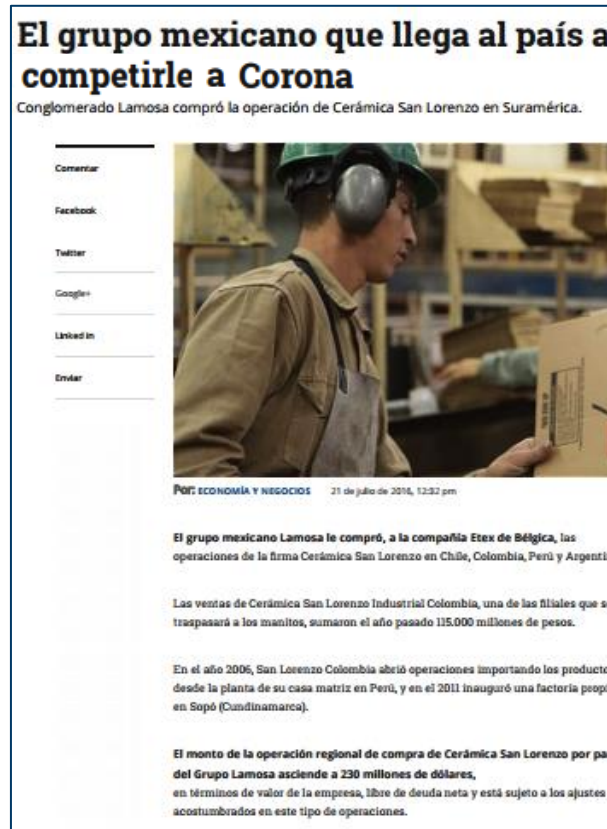 El grupo mexicano que llega al país a
competirle a Corona
Conglomerado Lamosa compró la operación de Cerámica San Lorenzo en Suramérica.
Comentar
Facebook
Twitter
Google+
Linked in
Enviar
Por: ECONOMÍA Y NEGOCIOS 21 de julio de 2016, 12:32 pm
El grupo mexicano Lamosa le compró, a la compañía Etex de Bélgica, las
operaciones de la firma Cerámica San Lorenzo en Chile, Colombia, Perú y Argenti
Las ventas de Cerámica San Lorenzo Industrial Colombia, una de las filiales que s
traspasará a los manitos, sumaron el año pasado 115.000 millones de pesos.
En el año 2006, San Lorenzo Colombia abrió operaciones importando los producto
desde la planta de su casa matriz en Perú, y en el 2011 inauguró una factoría propi
en Sopó (Cundinamarca).
El monto de la operación regional de compra de Cerámica San Lorenzo por pa
del Grupo Lamosa asciende a 230 millones de dólares,
en términos de valor de la empresa, libre de deuda neta y está sujeto a los ajustes
acostumbrados en este tipo de operaciones.